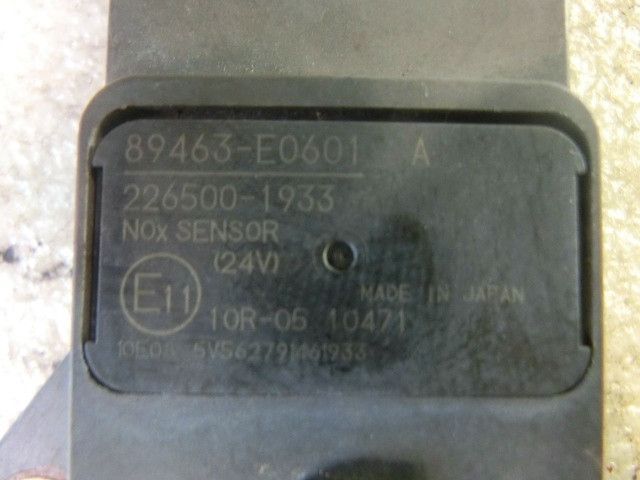 89463-E0601 A
226500-1933
NOx SENSOR
(24V)
E11
MADE IN JAPAN
10R-05 10471